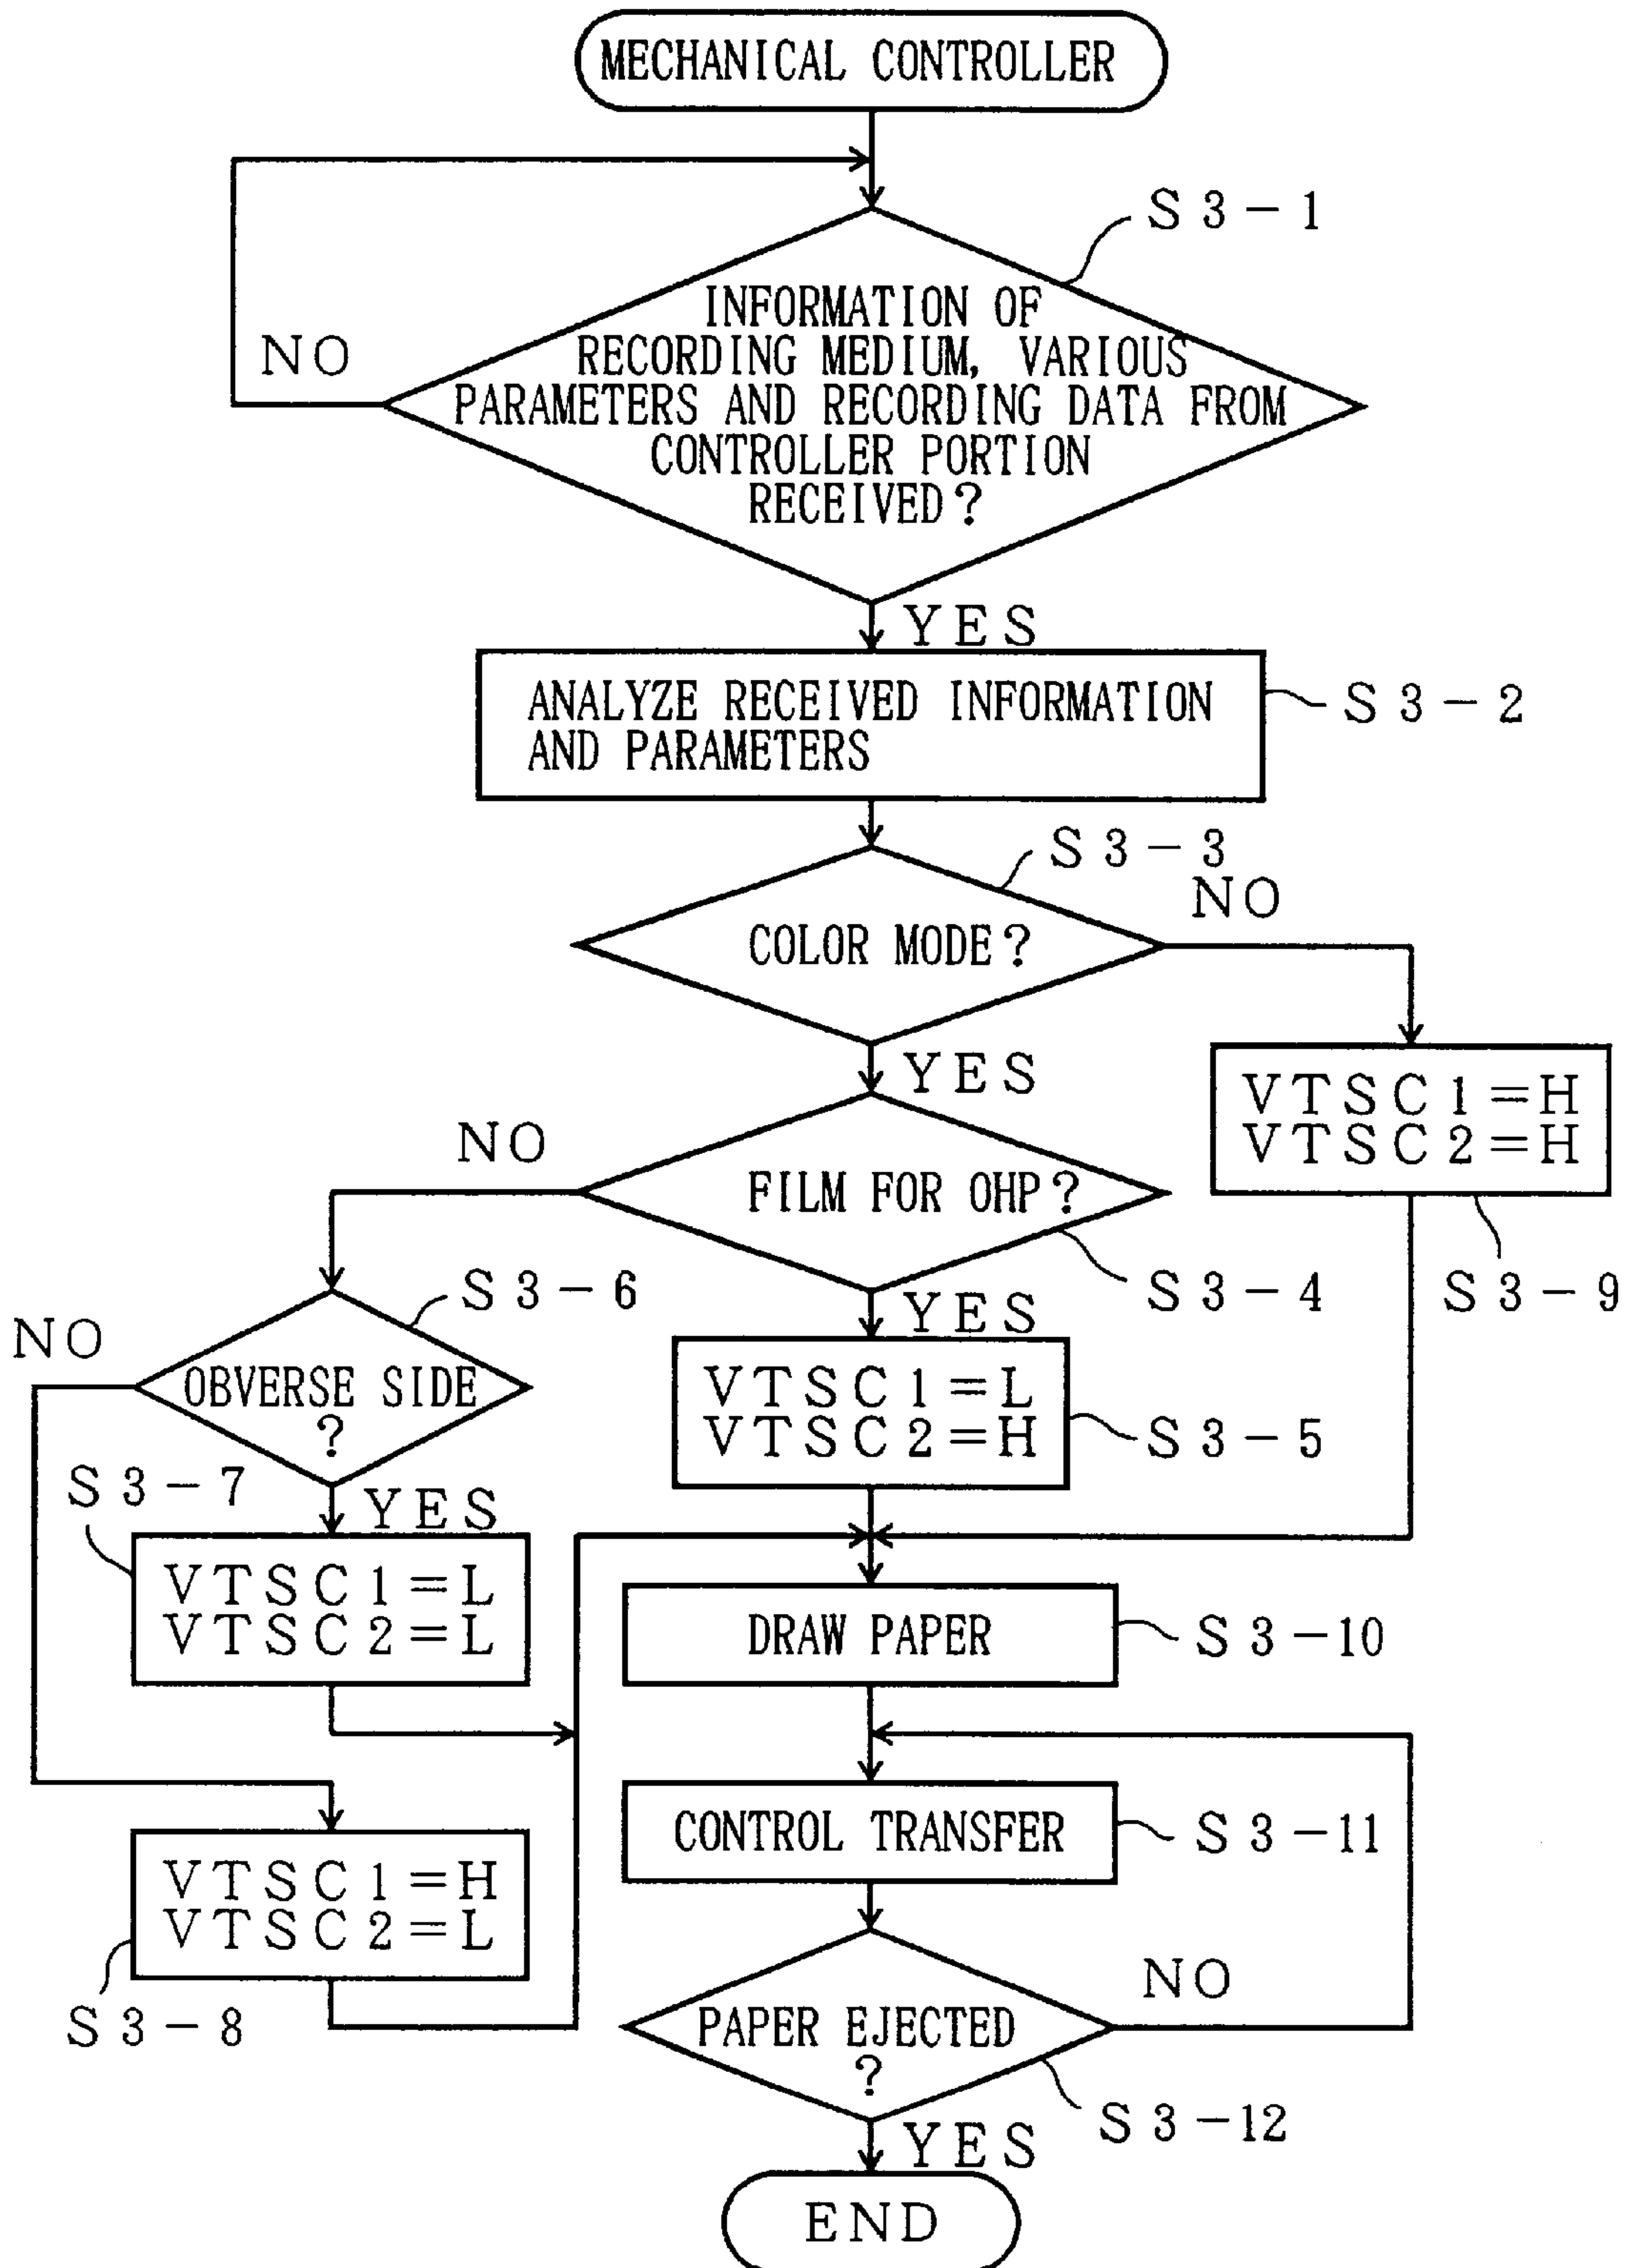 MECHANICAL CONTROLLER
S3-1
INFORMATION OF
RECORDING MEDIUM, VARIOUS
PARAMETERS AND RECORDING DATA FROM
CONTROLLER PORTION
RECEIVED?
NO
YES
ANALYZE RECEIVED INFORMATION
AND PARAMETERS
S3-2
S3-3
COLOR MODE?
NO
YES
VTSC1=H
VTSC2=H
S3-9
FILM FOR OHP?
NO
S3-4
YES
VTSC1=L
VTSC2=H
S3-5
S3-6
OBVERSE SIDE
?
NO
YES
S3-7
VTSC1=L
VTSC2=L
VTSC1=H
VTSC2=L
S3-8
DRAW PAPER
S3-10
CONTROL TRANSFER
S3-11
PAPER EJECTED
?
NO
S3-12
YES
END